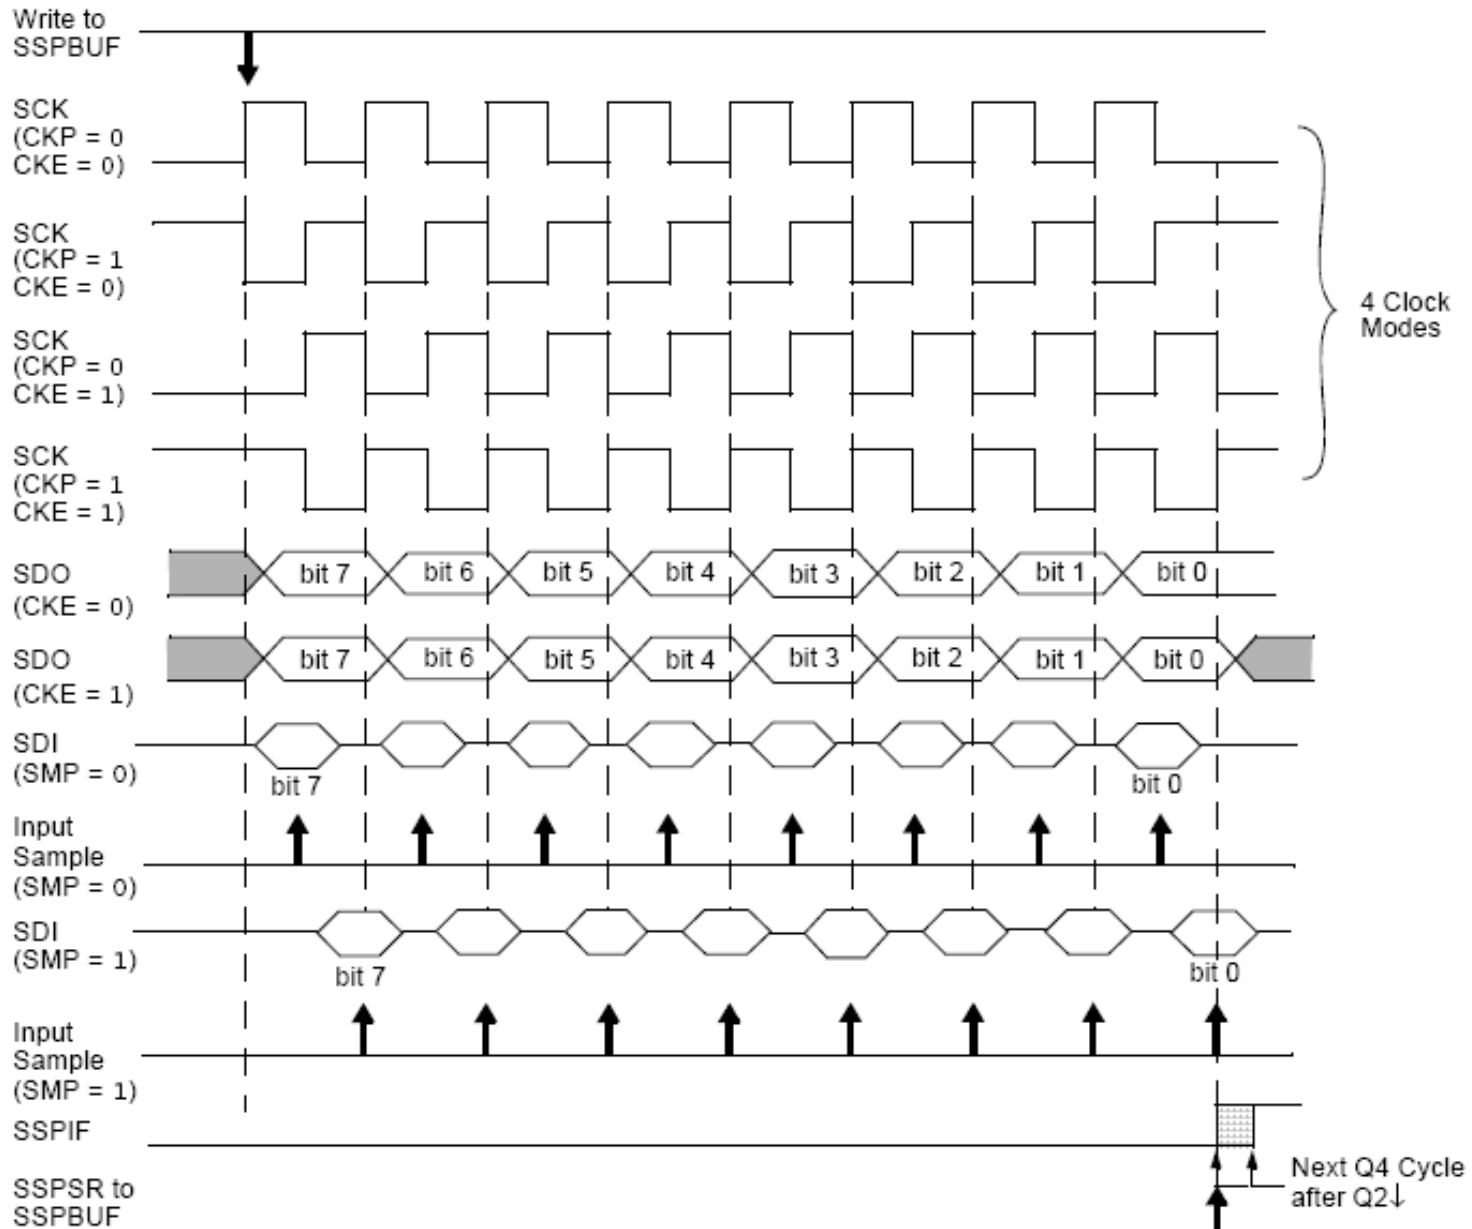 Write to
SSPBUF
SCK
(CKP = 0
CKE = 0)
SCK
(CKP = 1
CKE = 0)
SCK
(CKP = 0
CKE = 1)
SCK
(CKP = 1
CKE = 1)
4 Clock
Modes
SDO
(CKE = 0)
bit 7 bit 6 bit 5 bit 4 bit 3 bit 2 bit 1 bit 0
SDO
(CKE = 1)
bit 7 bit 6 bit 5 bit 4 bit 3 bit 2 bit 1 bit 0
SDI
(SMP = 0)
bit 7 bit 0
Input
Sample
(SMP = 0)
SDI
(SMP = 1)
bit 7 bit 0
Input
Sample
(SMP = 1)
SSPIF
Next Q4 Cycle
after Q2↓
SSPSR to
SSPBUF